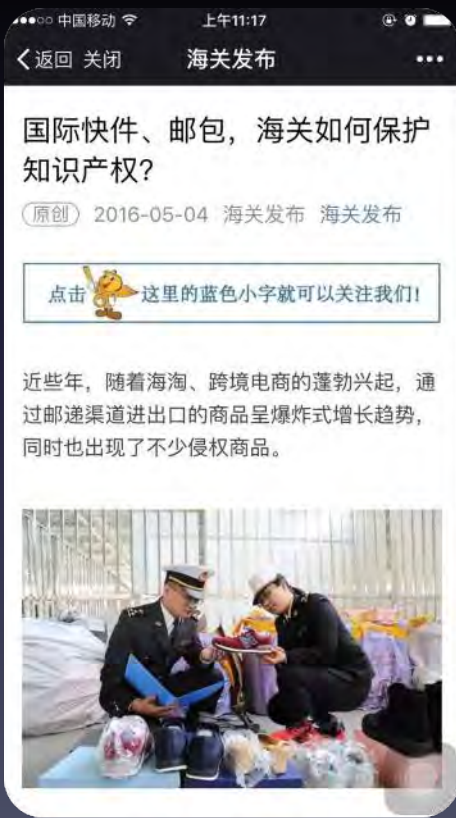 中国移动 上午11:17
返回 关闭 海关发布
国际快件、邮包，海关如何保护
知识产权？
原创 2016-05-04 海关发布 海关发布
点击 这里的蓝色小字就可以关注我们！
近些年，随着海淘、跨境电商的蓬勃兴起，通
过邮递渠道进出口的商品呈爆炸式增长趋势，
同时也出现了不少侵权商品。